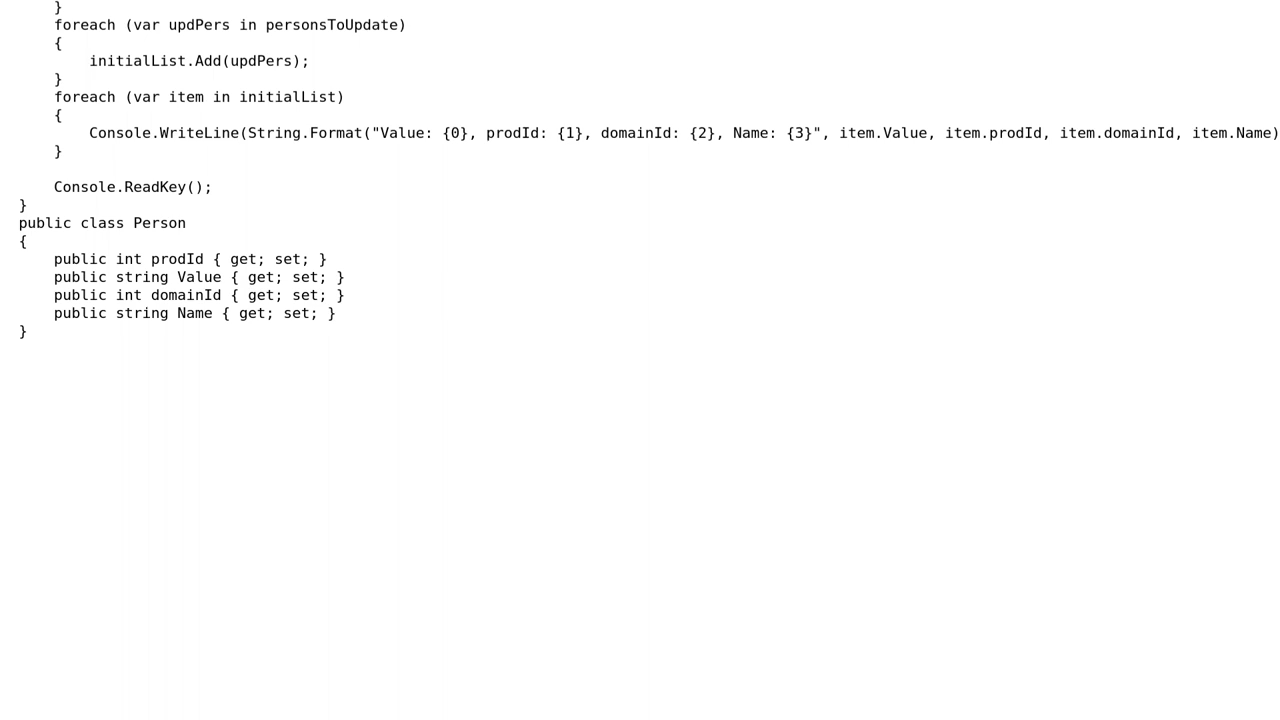 }
    foreach (var updPers in personsToUpdate)
    {
        initialList.Add(updPers);
    }
    foreach (var item in initialList)
    {
        Console.WriteLine(String.Format("Value: {0}, prodId: {1}, domainId: {2}, Name: {3}", item.Value, item.prodId, item.domainId, item.Name)
    }

    Console.ReadKey();
}
public class Person
{
    public int prodId { get; set; }
    public string Value { get; set; }
    public int domainId { get; set; }
    public string Name { get; set; }
}